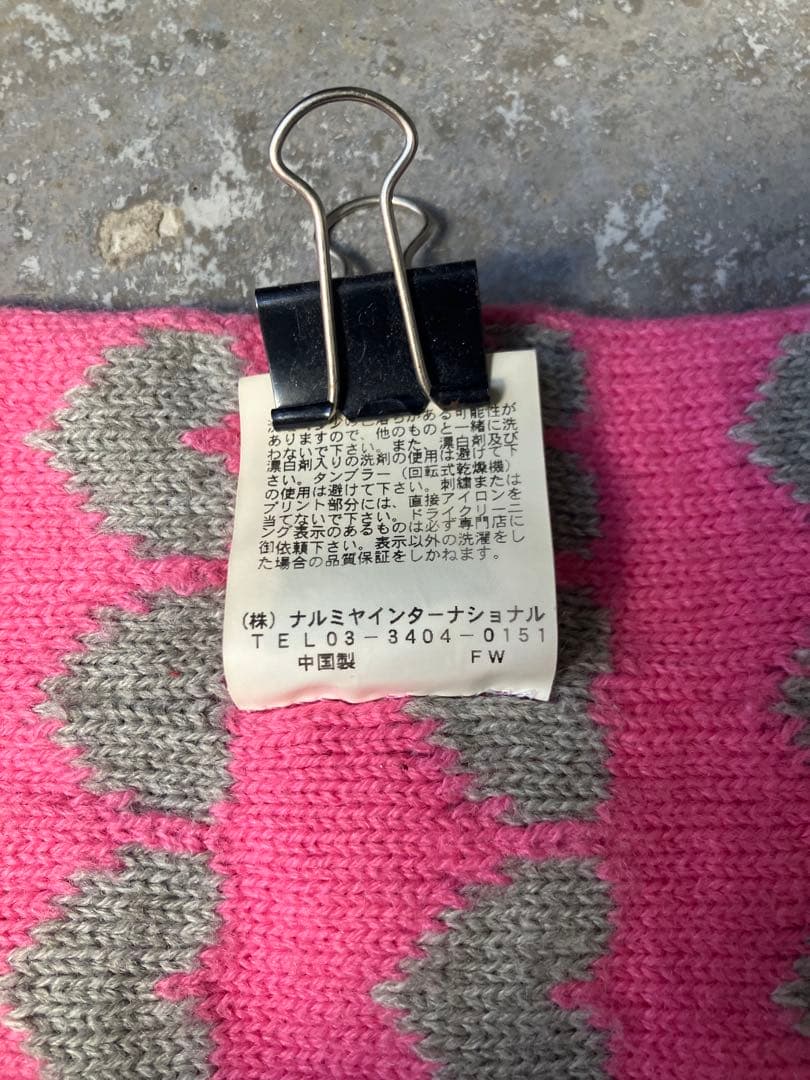 がある可能性が
ありますので、他のものと一緒に洗
わないで下さい。また、漂白剤及び
漂白剤入りの洗剤の使用は避けて下
さい。タンブラー（回転式乾燥機）
の使用は避けて下さい。刺繍または
プリント部分には、直接アイロンを
当てないで下さい。ドライクリーニ
ング表示のあるものは必ず専門店に
御依頼下さい。表示以外の洗濯をし
た場合の品質保証をしかねます。
（株）ナルミヤインターナショナル
ＴＥＬ０３－３４０４－０１５１
中国製 ＦＷ